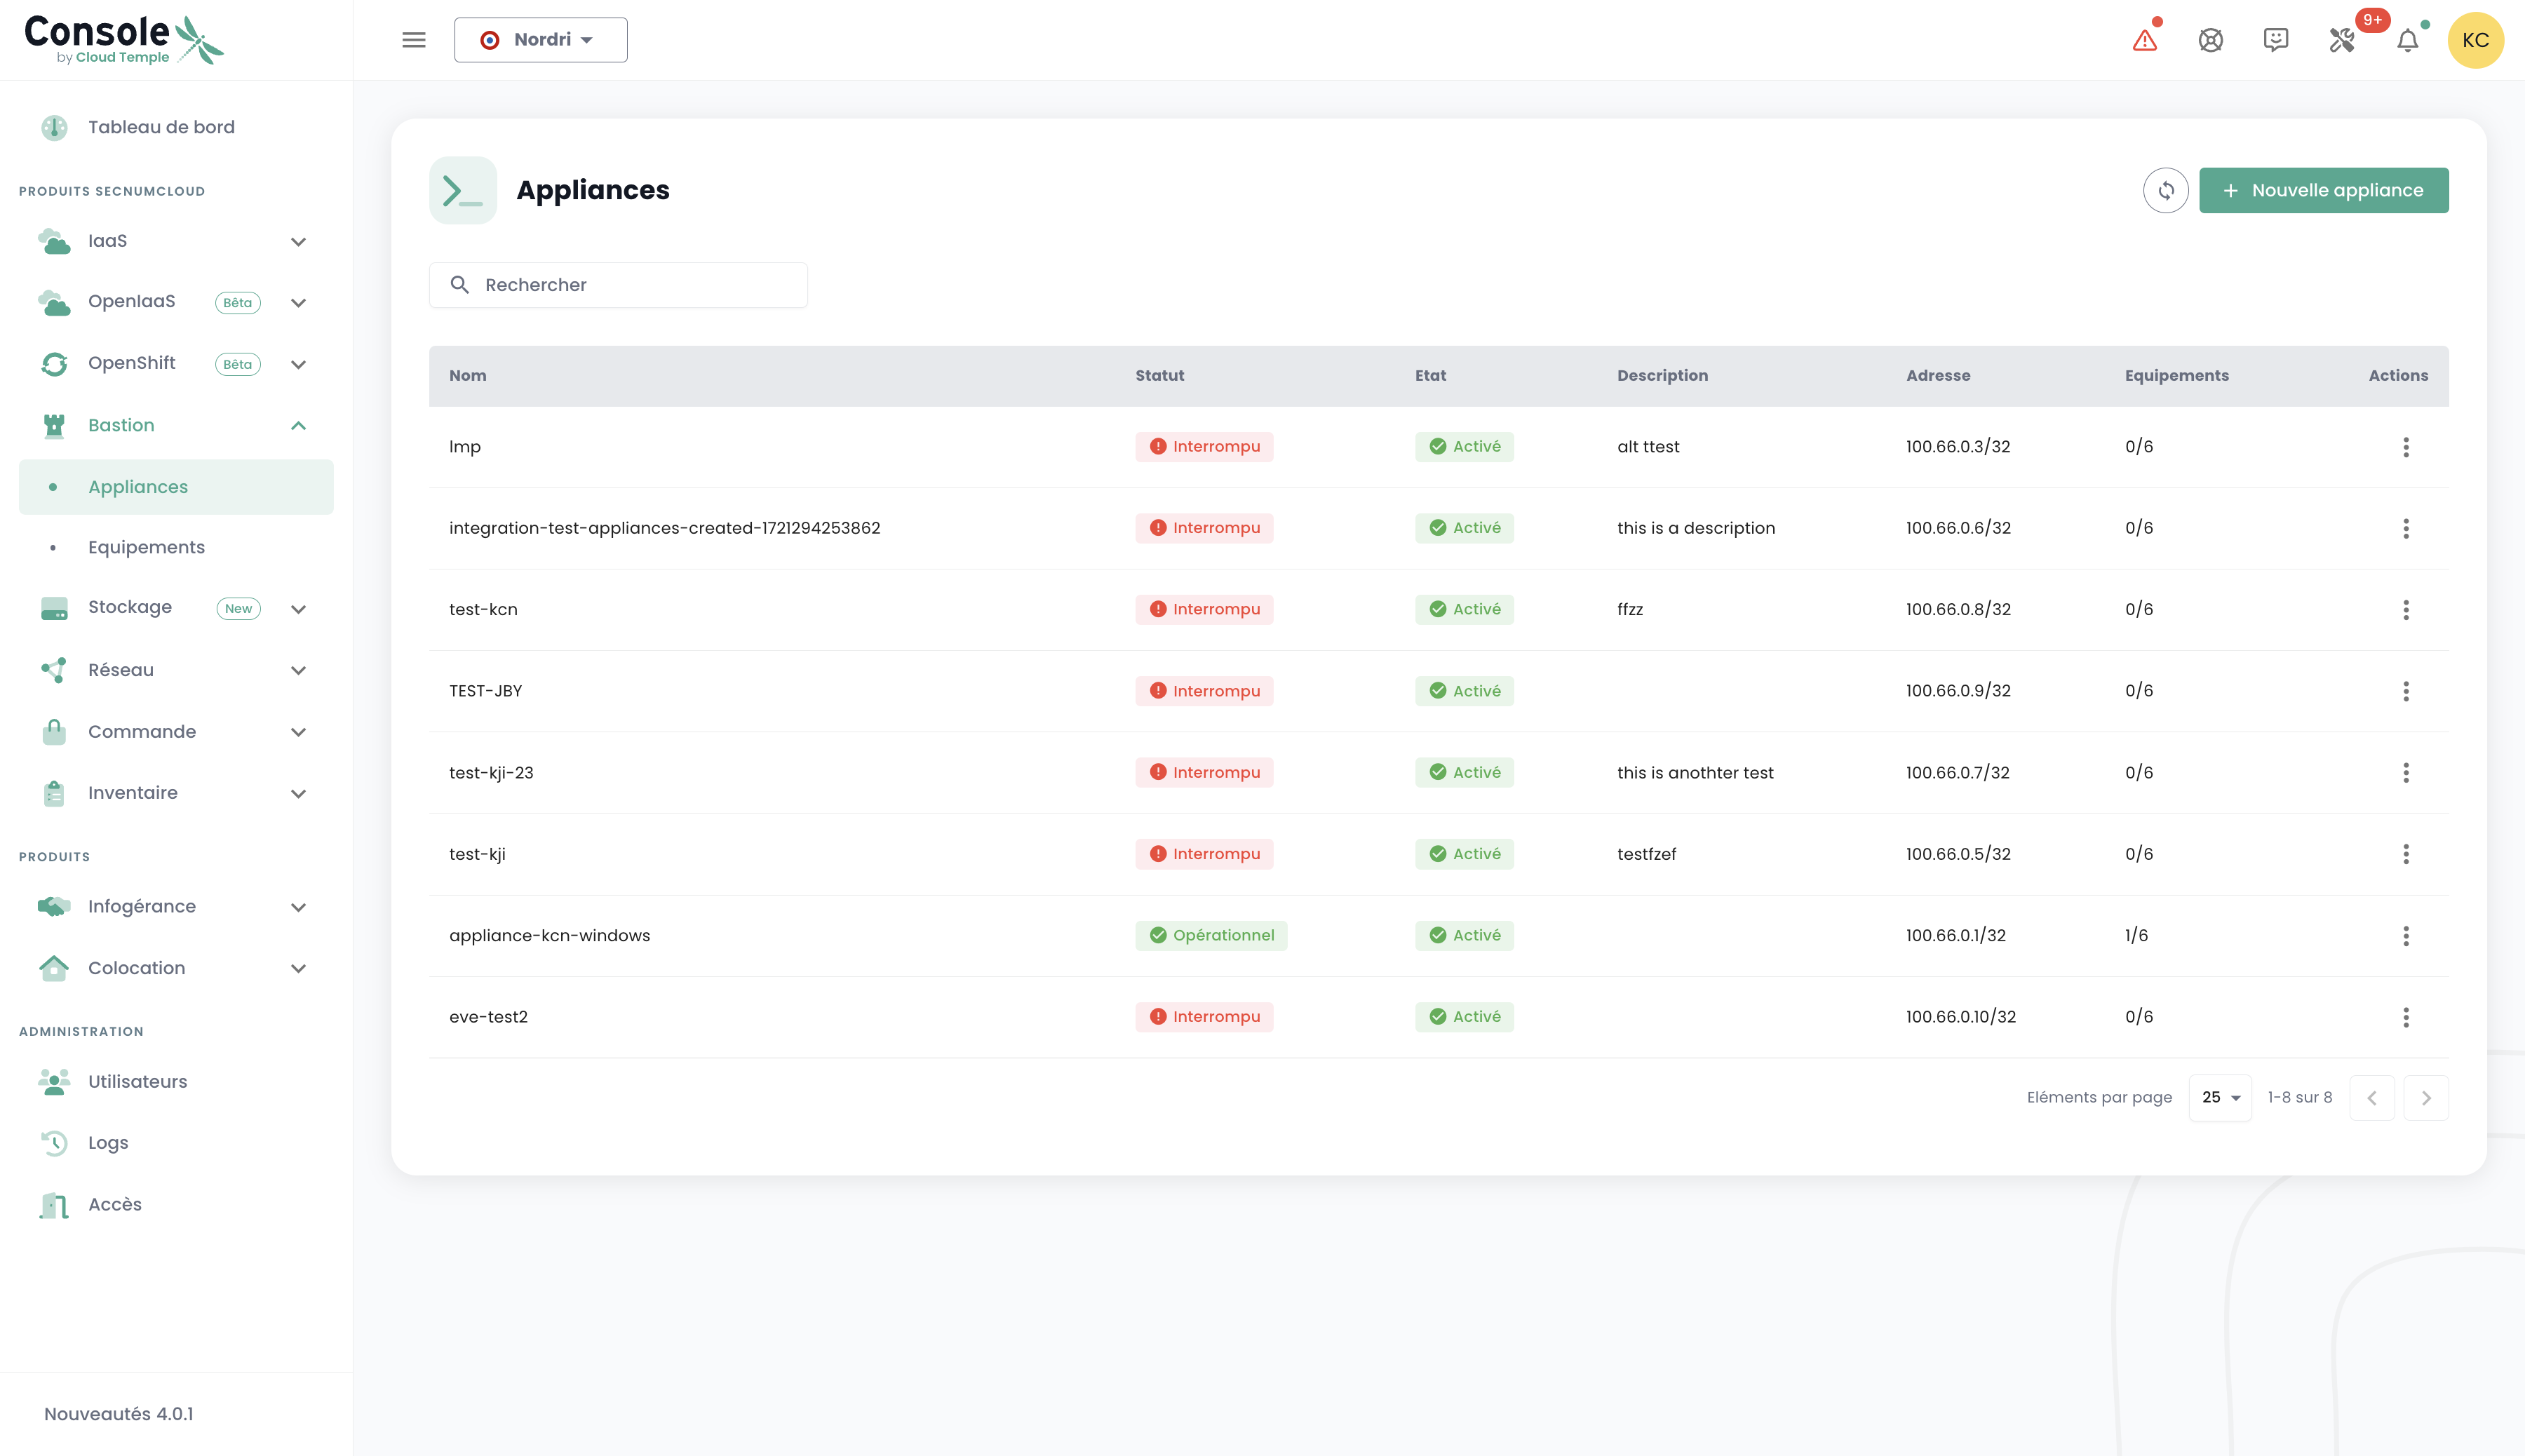 Console
by Cloud Temple
Nordri
9+
KC
Tableau de bord
PRODUITS SECNUMCLOUD
IaaS
OpenIaaS Bêta
OpenShift Bêta
Bastion
Appliances
Equipements
Stockage New
Réseau
Commande
Inventaire
PRODUITS
Infogérance
Colocation
ADMINISTRATION
Utilisateurs
Logs
Accès
Nouveautés 4.0.1
Appliances
Nouvelle appliance
Rechercher
Nom Statut Etat Description Adresse Equipements Actions
lmp Interrompu Activé alt ttest 100.66.0.3/32 0/6
integration-test-appliances-created-1721294253862 Interrompu Activé this is a description 100.66.0.6/32 0/6
test-kcn Interrompu Activé ffzz 100.66.0.8/32 0/6
TEST-JBY Interrompu Activé 100.66.0.9/32 0/6
test-kji-23 Interrompu Activé this is anothter test 100.66.0.7/32 0/6
test-kji Interrompu Activé testfzef 100.66.0.5/32 0/6
appliance-kcn-windows Opérationnel Activé 100.66.0.1/32 1/6
eve-test2 Interrompu Activé 100.66.0.10/32 0/6
Eléments par page 25 1-8 sur 8